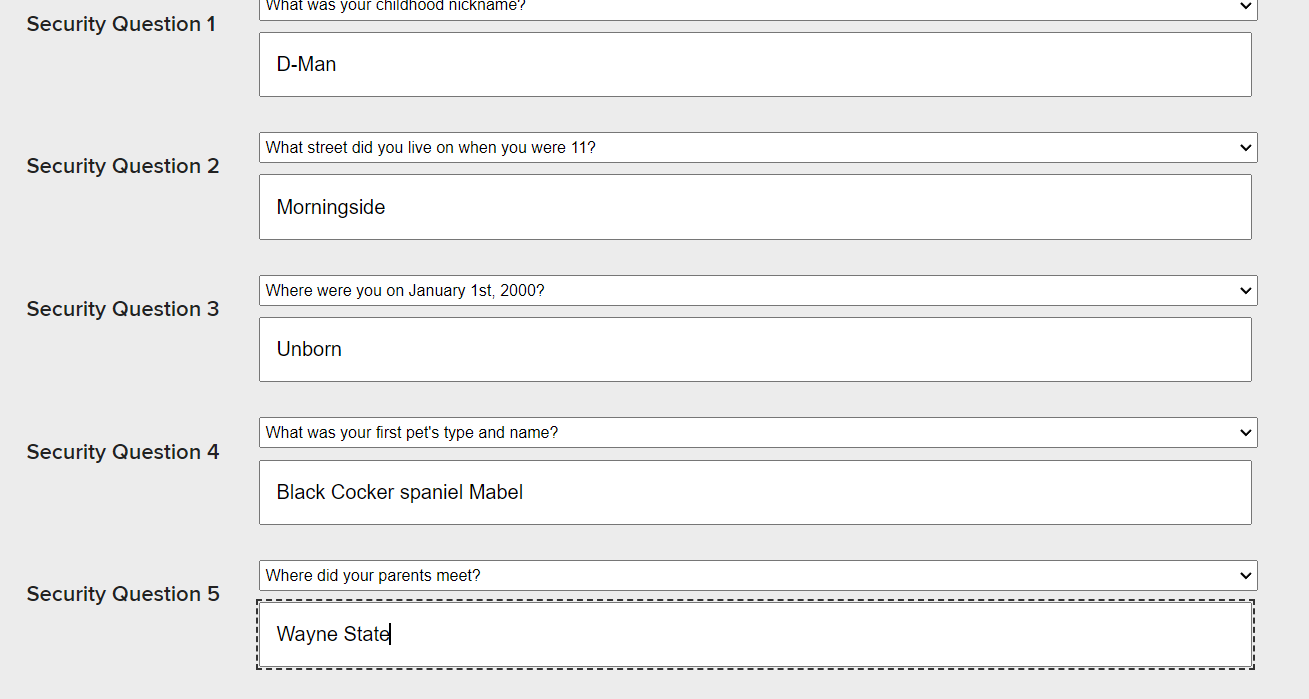 What was your childhood nickname?
Security Question 1
D-Man
What street did you live on when you were 11?
Security Question 2
Morningside
Where were you on January 1st, 2000?
Security Question 3
Unborn
What was your first pet's type and name?
Security Question 4
Black Cocker spaniel Mabel
Where did your parents meet?
Security Question 5
Wayne State